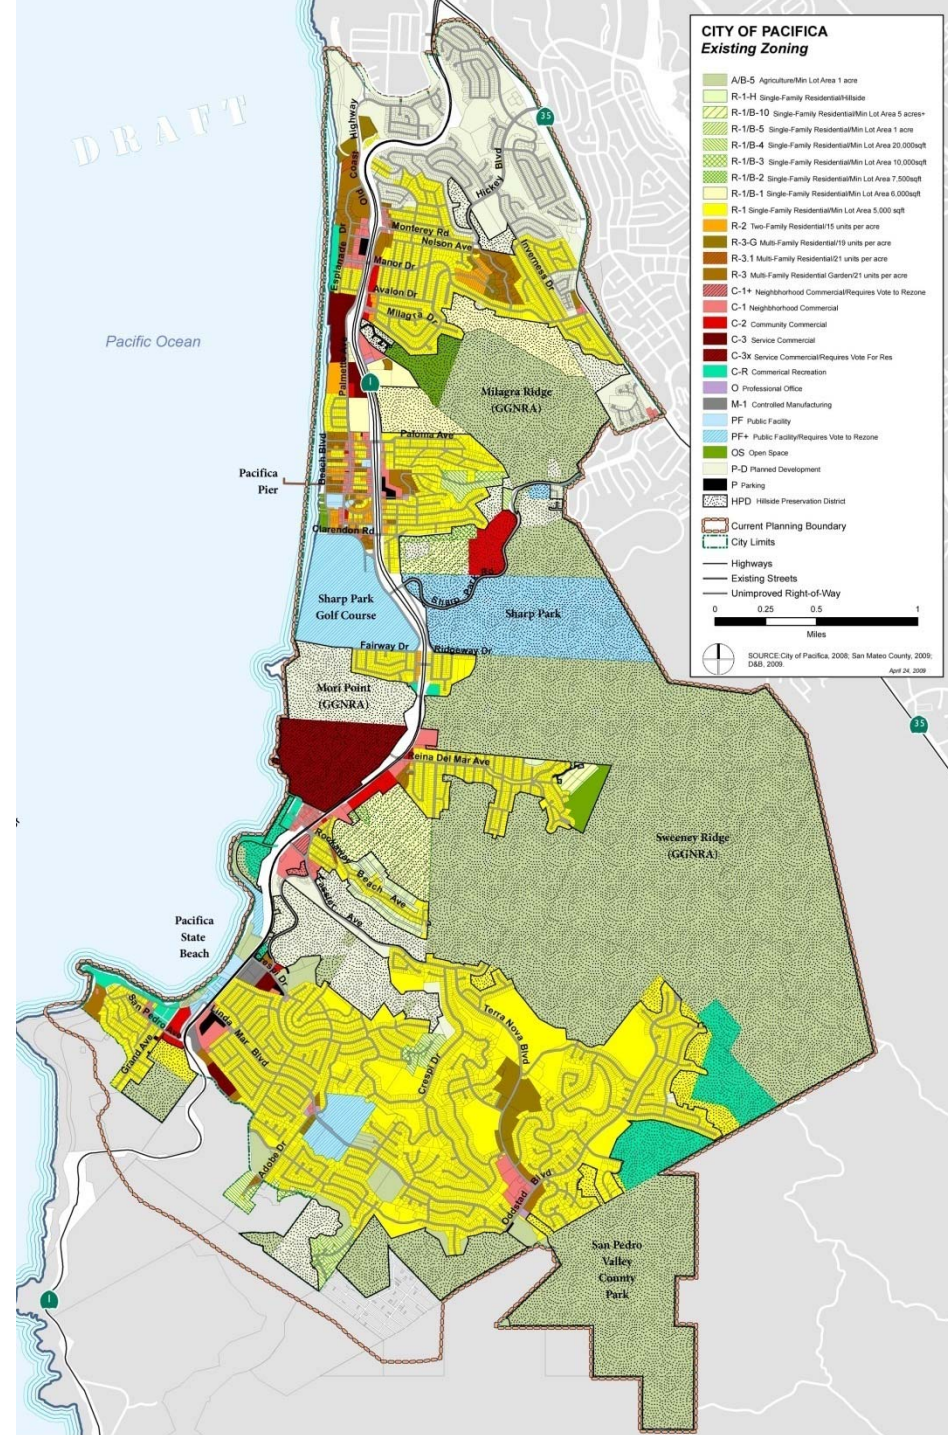 CITY OF PACIFICA
Existing Zoning
A/B-5 Agriculture/Min Lot Area 1 acre
R-1-H Single-Family Residential/Hillside
R-1/B-10 Single-Family Residential/Min Lot Area 5 acres+
R-1/B-5 Single-Family Residential/Min Lot Area 1 acre
R-1/B-4 Single-Family Residential/Min Lot Area 20,000sqft
R-1/B-3 Single-Family Residential/Min Lot Area 10,000sqft
R-1/B-2 Single-Family Residential/Min Lot Area 7,500sqft
R-1/B-1 Single-Family Residential/Min Lot Area 6,000sqft
R-1 Single-Family Residential/Min Lot Area 5,000 sqft
R-2 Two-Family Residential/15 units per acre
R-3-G Multi-Family Residential/19 units per acre
R-3.1 Multi-Family Residential/21 units per acre
R-3 Multi-Family Residential Garden/21 units per acre
C-1+ Neighbhorhood Commercial/Requires Vote to Rezone
C-1 Neighbhorhood Commercial
C-2 Community Commercial
C-3 Service Commercial
C-3x Service Commercial/Requires Vote For Res
C-R Commerical Recreation
O Professional Office
M-1 Controlled Manufacturing
PF Public Facility
PF+ Public Facility/Requires Vote to Rezone
OS Open Space
P-D Planned Development
P Parking
HPD Hillside Preservation District
Current Planning Boundary
City Limits
Highways
Existing Streets
Unimproved Right-of-Way
0 0.25 0.5 1
Miles
SOURCE:City of Pacifica, 2008; San Mateo County, 2009;
D&B, 2009.
April 24, 2009
DRAFT
35
Old Coast Highway
Hickey Blvd
Monterey Rd
Nelson Ave
Inverness Dr
Esplanade Dr
Manor Dr
Avalon Dr
Milagra Dr
Pacific Ocean
Palmetto Ave
1
Milagra Ridge
(GGNRA)
Paloma Ave
Beach Blvd
Pacifica
Pier
Clarendon Rd
Sharp Park Rd
Sharp Park
Golf Course
Sharp Park
Fairway Dr
Ridgeway Dr
Mori Point
(GGNRA)
35
Reina Del Mar Ave
Sweeney Ridge
(GGNRA)
Rockaway Beach Ave
Fassler Ave
Pacifica
State
Beach
Crespi Dr
San Pedro Ave
Linda Mar Blvd
Terra Nova Blvd
Grand Ave
Crespi Dr
Adobe Dr
Oddstad Blvd
San Pedro
Valley
County
Park
1